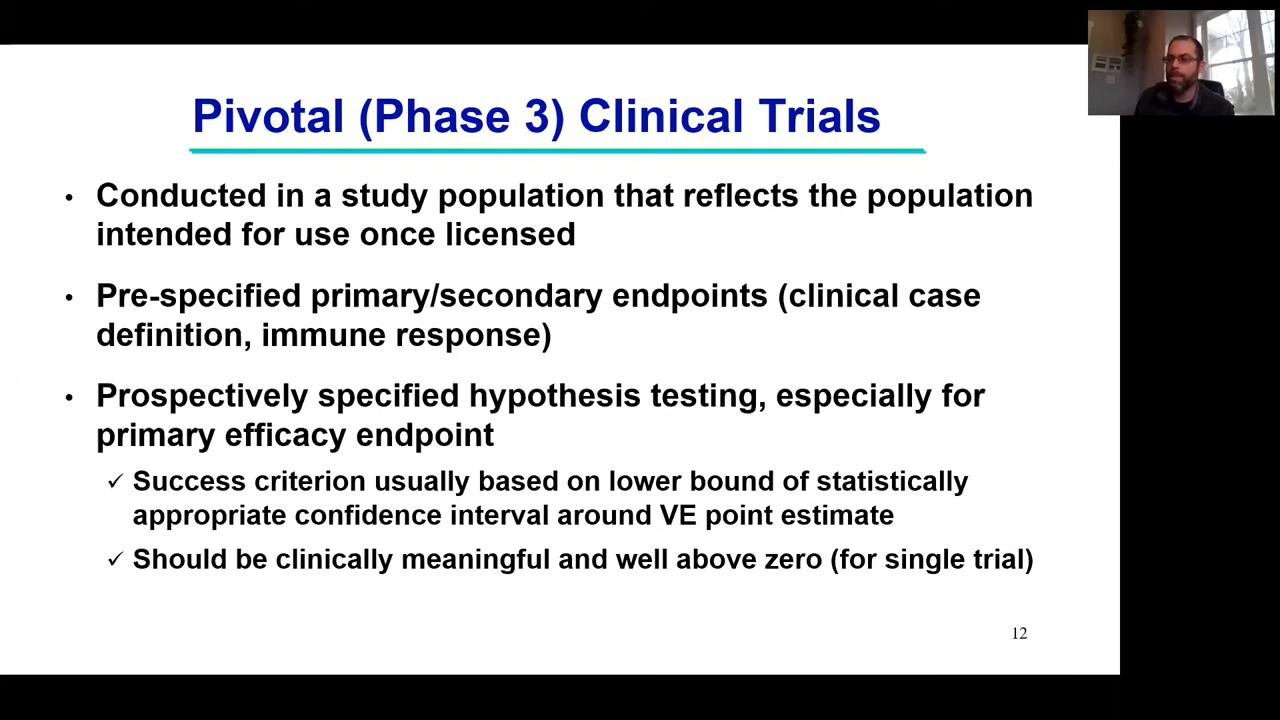 Pivotal (Phase 3) Clinical Trials
• Conducted in a study population that reflects the population
intended for use once licensed
• Pre-specified primary/secondary endpoints (clinical case
definition, immune response)
• Prospectively specified hypothesis testing, especially for
primary efficacy endpoint
✓ Success criterion usually based on lower bound of statistically
appropriate confidence interval around VE point estimate
✓ Should be clinically meaningful and well above zero (for single trial)
12